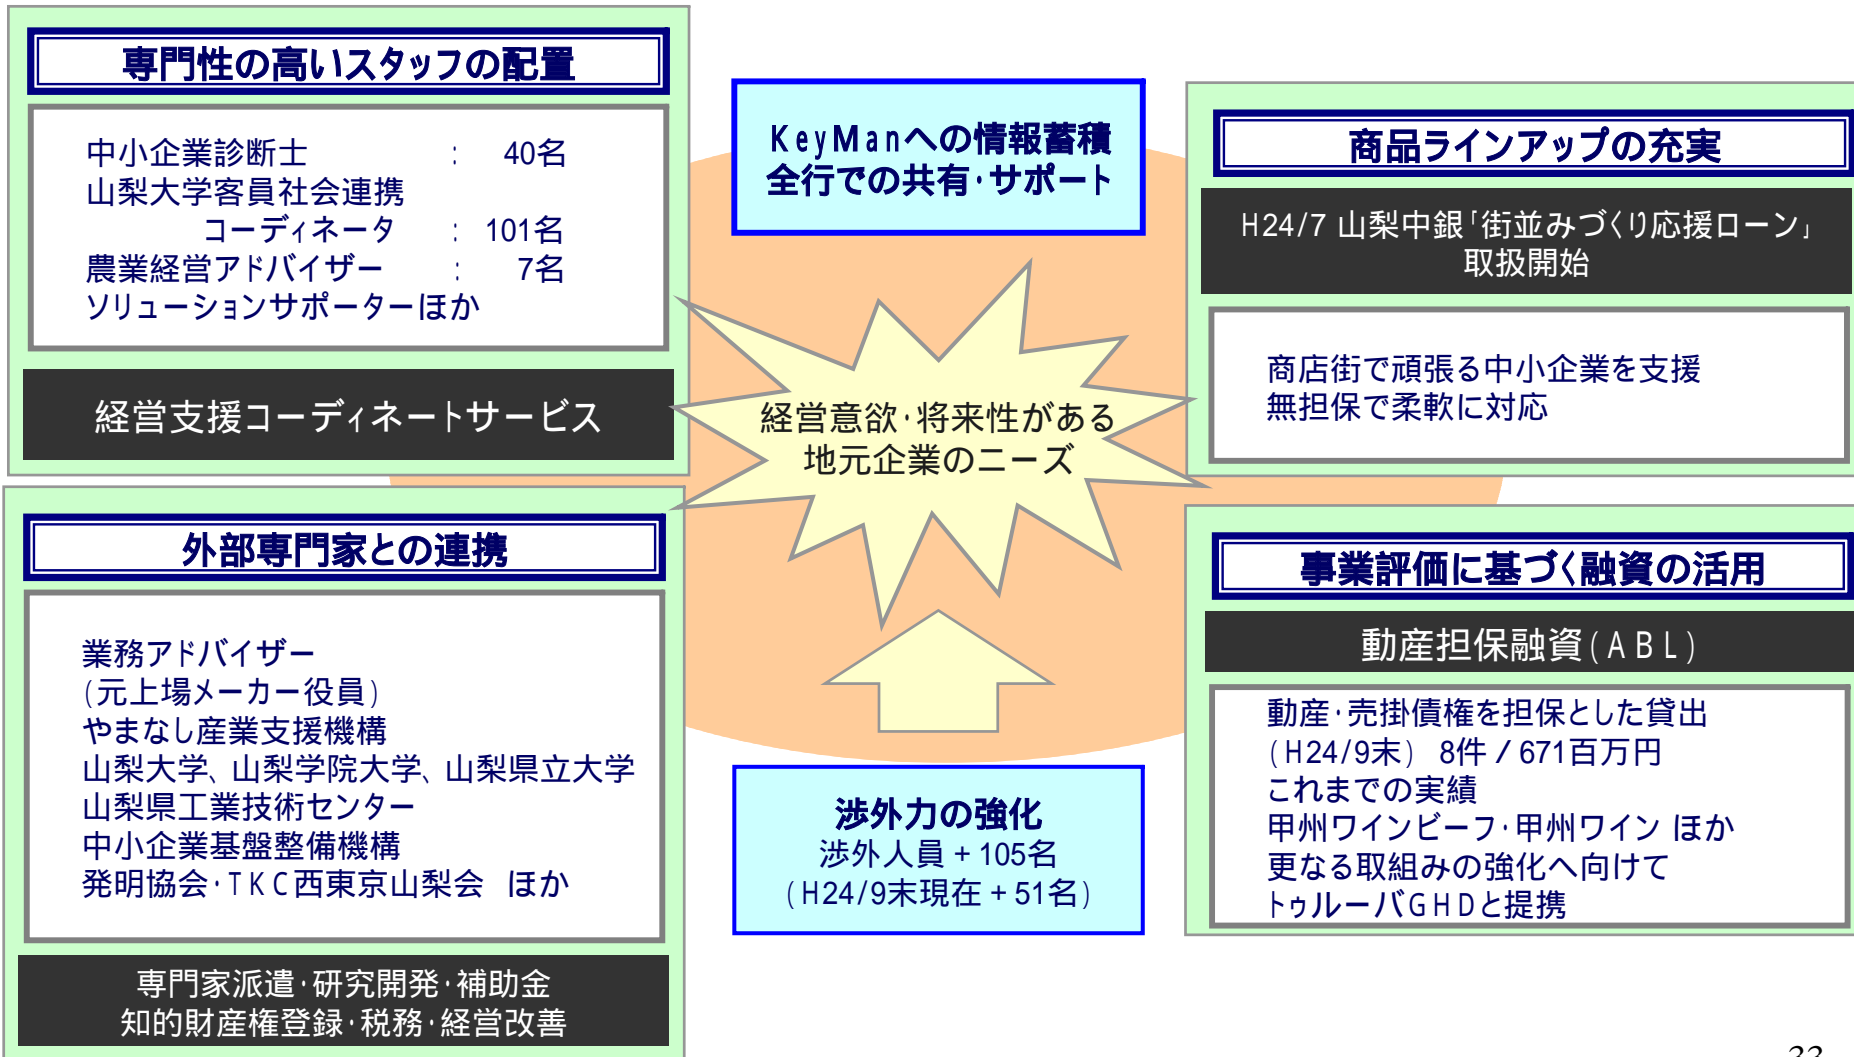 専門性の高いスタッフの配置
中小企業診断士 : 40名
山梨大学客員社会連携
コーディネータ : 101名
農業経営アドバイザー : 7名
ソリューションサポーターほか
経営支援コーディネートサービス
外部専門家との連携
業務アドバイザー
(元上場メーカー役員)
やまなし産業支援機構
山梨大学、山梨学院大学、山梨県立大学
山梨県工業技術センター
中小企業基盤整備機構
発明協会・TKC西東京山梨会 ほか
専門家派遣・研究開発・補助金
知的財産権登録・税務・経営改善
KeyManへの情報蓄積
全行での共有・サポート
経営意欲・将来性がある
地元企業のニーズ
渉外力の強化
渉外人員+105名
(H24/9末現在+51名)
商品ラインアップの充実
H24/7 山梨中銀「街並みづくり応援ローン」
取扱開始
商店街で頑張る中小企業を支援
無担保で柔軟に対応
事業評価に基づく融資の活用
動産担保融資(ABL)
動産・売掛債権を担保とした貸出
(H24/9末) 8件/671百万円
これまでの実績
甲州ワインビーフ・甲州ワイン ほか
更なる取組みの強化へ向けて
トゥルーバGHDと提携